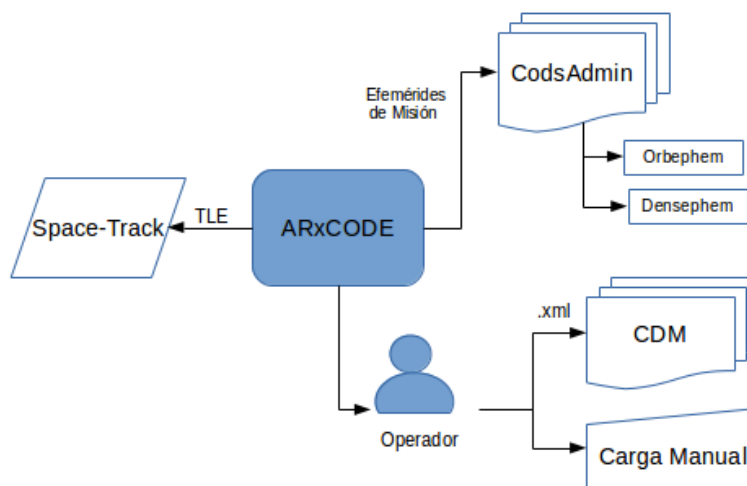 CodsAdmin
Efemérides
de Misión
Orbephem
Densephem
Space-Track
TLE
ARxCODE
.xml
CDM
Operador
Carga Manual